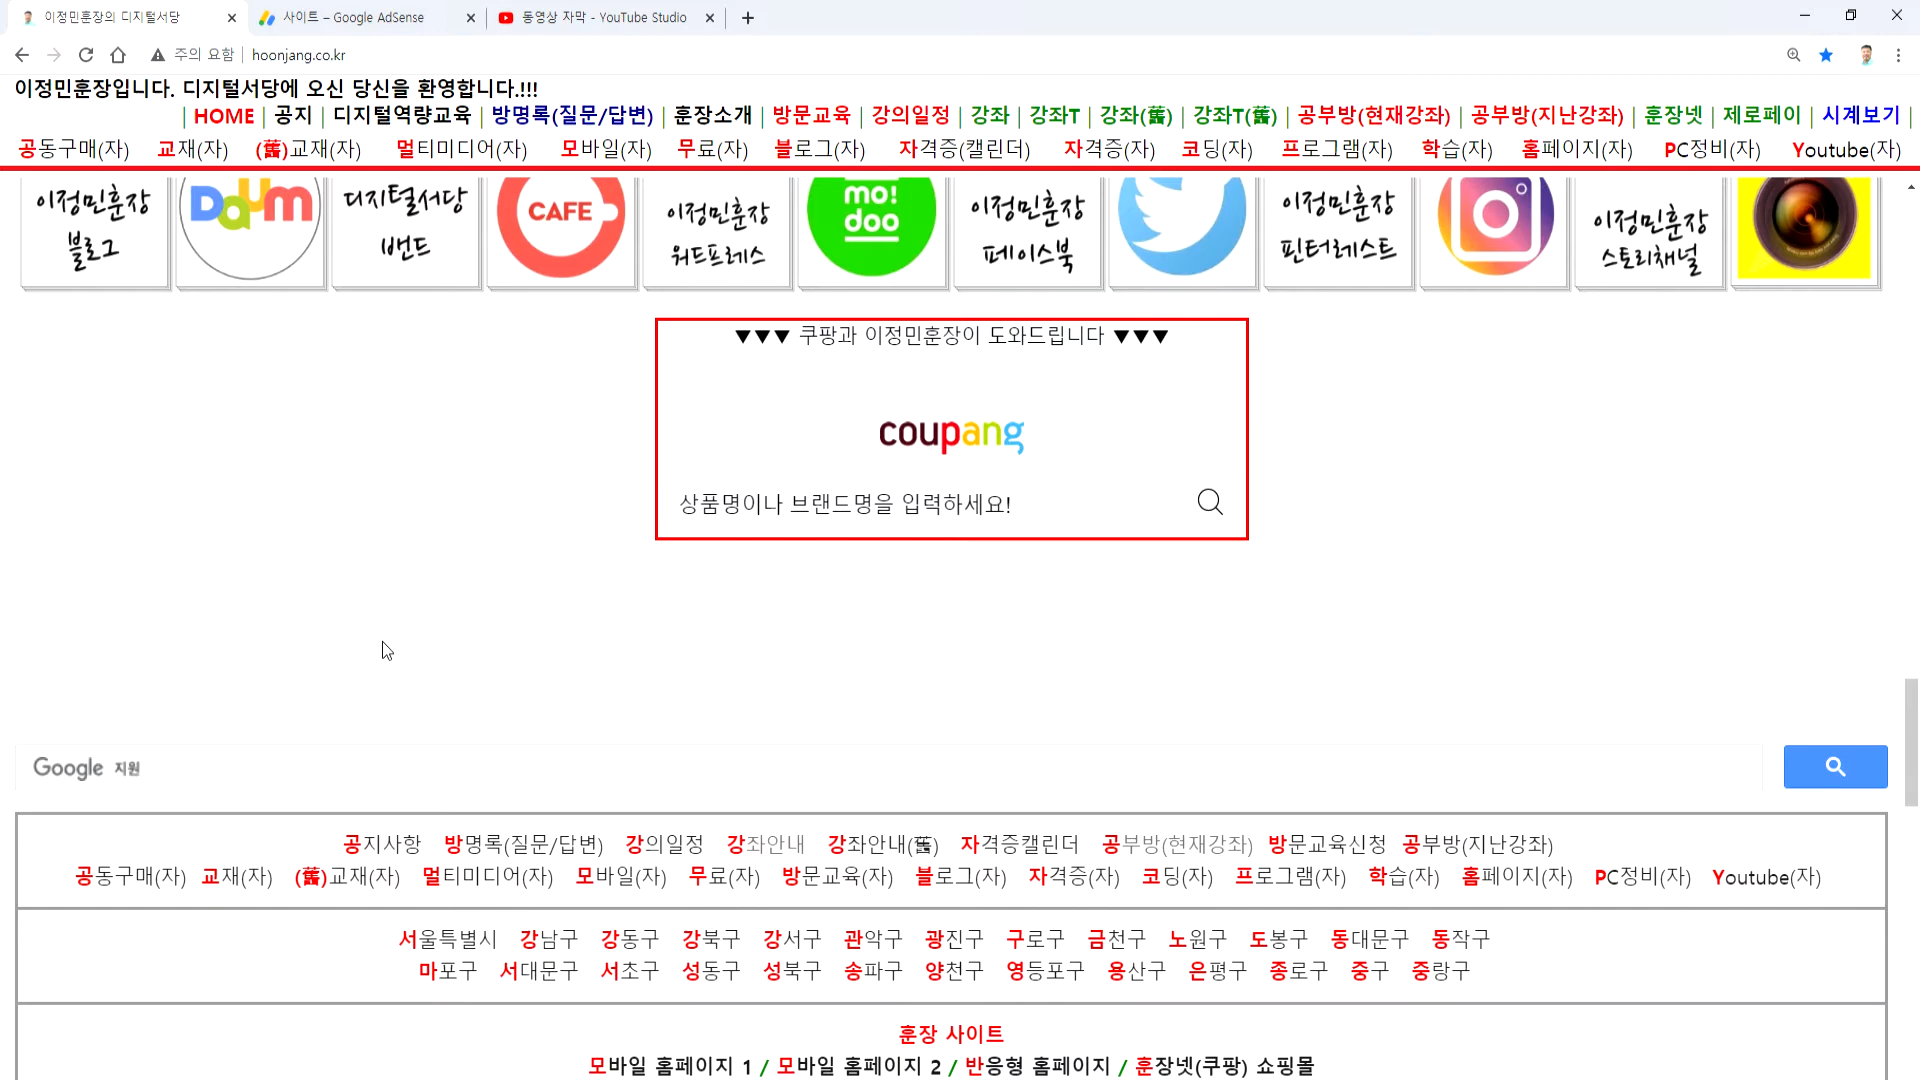 이정민훈장의 디지털서당
사이트 – Google AdSense
동영상 자막 - YouTube Studio
주의 요함 | hoonjang.co.kr
이정민훈장입니다. 디지털서당에 오신 당신을 환영합니다.!!!
| HOME | 공지 | 디지털역량교육 | 방명록(질문/답변) | 훈장소개 | 방문교육 | 강의일정 | 강좌 | 강좌T | 강좌(舊) | 강좌T(舊) | 공부방(현재강좌) | 공부방(지난강좌) | 훈장넷 | 제로페이 | 시계보기 |
공동구매(자) 교재(자) (舊)교재(자) 멀티미디어(자) 모바일(자) 무료(자) 블로그(자) 자격증(캘린더) 자격증(자) 코딩(자) 프로그램(자) 학습(자) 홈페이지(자) PC정비(자) Youtube(자)
이정민훈장
블로그
Daum
디지털서당
밴드
CAFE
이정민훈장
워드프레스
mo!
doo
이정민훈장
페이스북
이정민훈장
핀터레스트
이정민훈장
스토리채널
▼▼▼ 쿠팡과 이정민훈장이 도와드립니다 ▼▼▼
coupang
상품명이나 브랜드명을 입력하세요!
Google 지원
공지사항 방명록(질문/답변) 강의일정 강좌안내 강좌안내(舊) 자격증캘린더 공부방(현재강좌) 방문교육신청 공부방(지난강좌)
공동구매(자) 교재(자) (舊)교재(자) 멀티미디어(자) 모바일(자) 무료(자) 방문교육(자) 블로그(자) 자격증(자) 코딩(자) 프로그램(자) 학습(자) 홈페이지(자) PC정비(자) Youtube(자)
서울특별시 강남구 강동구 강북구 강서구 관악구 광진구 구로구 금천구 노원구 도봉구 동대문구 동작구
마포구 서대문구 서초구 성동구 성북구 송파구 양천구 영등포구 용산구 은평구 종로구 중구 중랑구
훈장 사이트
모바일 홈페이지 1 / 모바일 홈페이지 2 / 반응형 홈페이지 / 훈장넷(쿠팡) 쇼핑몰